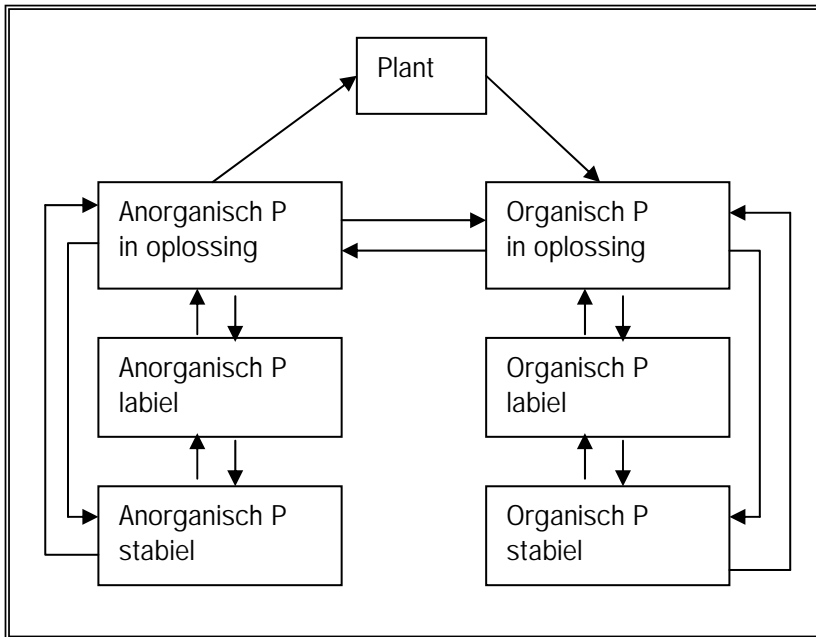 Plant
Anorganisch P
in oplossing
Organisch P
in oplossing
Anorganisch P
labiel
Organisch P
labiel
Anorganisch P
stabiel
Organisch P
stabiel